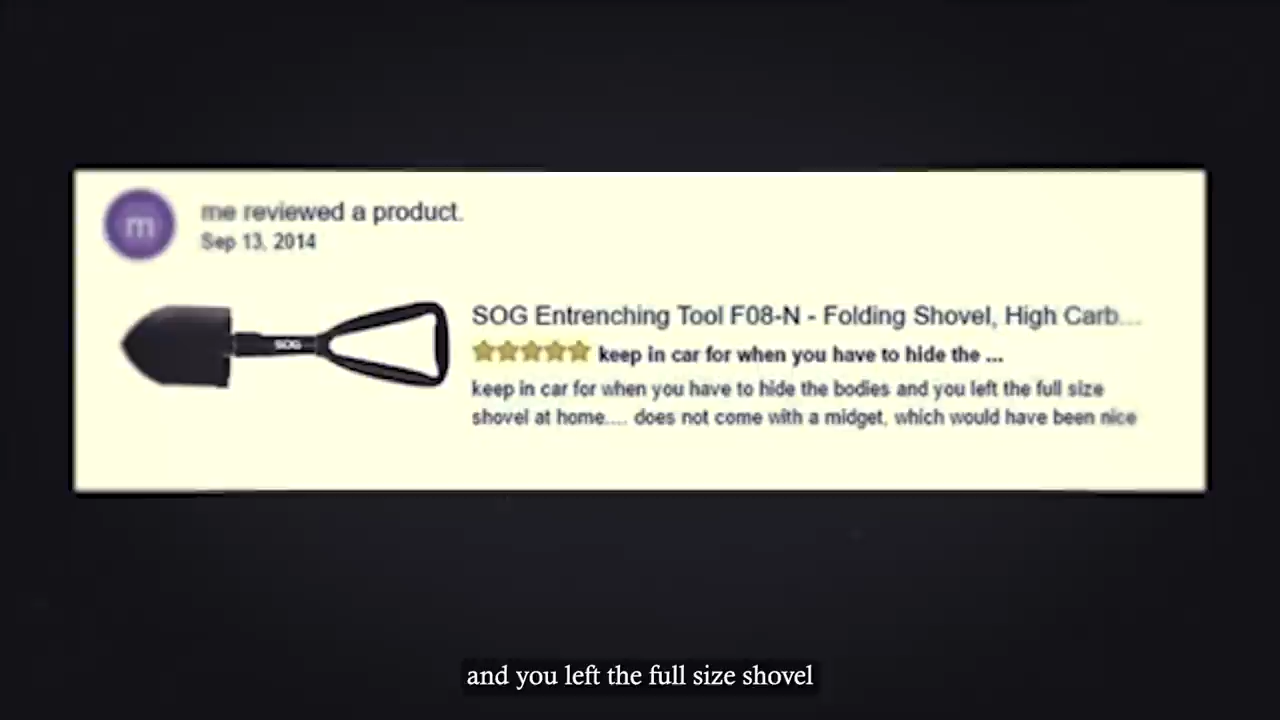 m
me reviewed a product.
Sep 13, 2014
SOG
SOG Entrenching Tool F08-N - Folding Shovel, High Carb...
keep in car for when you have to hide the ...
keep in car for when you have to hide the bodies and you left the full size
shovel at home.... does not come with a midget, which would have been nice
and you left the full size shovel